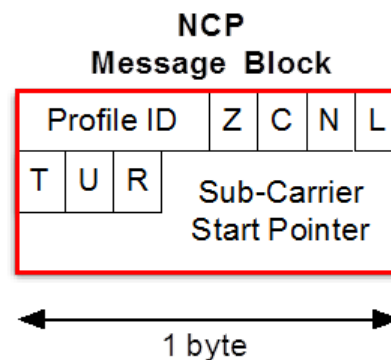 NCP
Message Block
Profile ID Z C N L
T U R Sub-Carrier
Start Pointer
1 byte